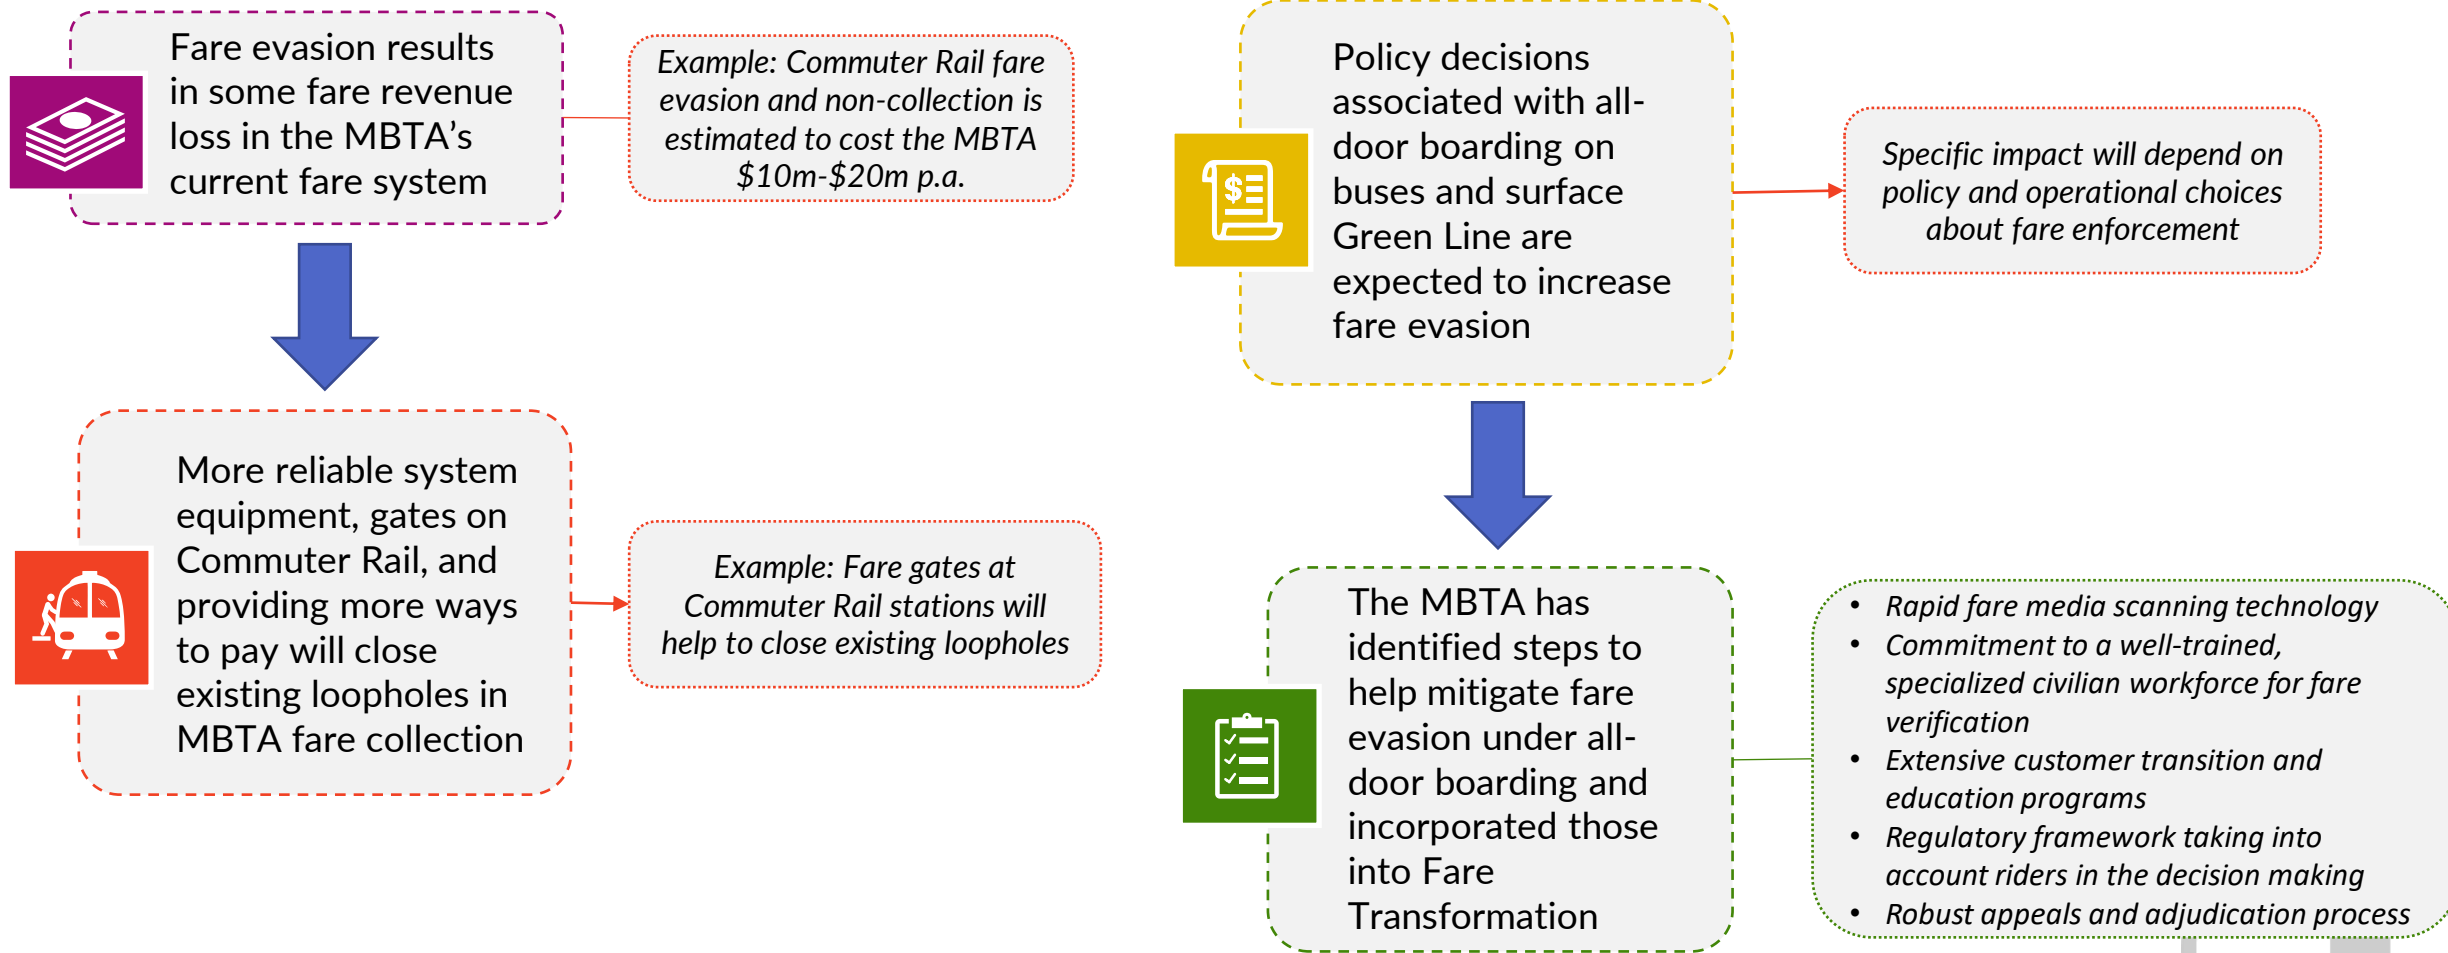 Fare evasion results
in some fare revenue
loss in the MBTA’s
current fare system
Example: Commuter Rail fare
evasion and non-collection is
estimated to cost the MBTA
$10m-$20m p.a.
More reliable system
equipment, gates on
Commuter Rail, and
providing more ways
to pay will close
existing loopholes in
MBTA fare collection
Example: Fare gates at
Commuter Rail stations will
help to close existing loopholes
Policy decisions
associated with all-
door boarding on
buses and surface
Green Line are
expected to increase
fare evasion
Specific impact will depend on
policy and operational choices
about fare enforcement
The MBTA has
identified steps to
help mitigate fare
evasion under all-
door boarding and
incorporated those
into Fare
Transformation
• Rapid fare media scanning technology
• Commitment to a well-trained,
specialized civilian workforce for fare
verification
• Extensive customer transition and
education programs
• Regulatory framework taking into
account riders in the decision making
• Robust appeals and adjudication process